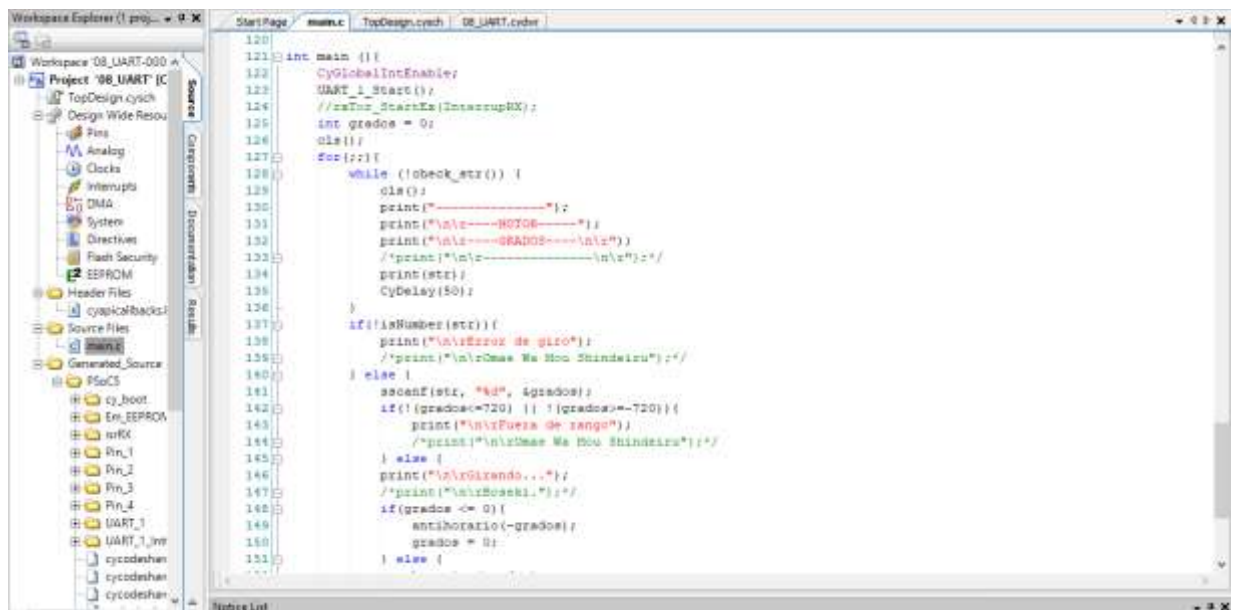 Workspace Explorer (1 proj...
Workspace '08_UART-000
Project '08_UART' [C
TopDesign.cysch
Design Wide Resou
Pins
Analog
Clocks
Interrupts
DMA
System
Directives
Flash Security
EEPROM
Header Files
cyapicallbacks.h
Source Files
main.c
Generated_Source
PSoC5
cy_boot
Em_EEPROM
isrRX
Pin_1
Pin_2
Pin_3
Pin_4
UART_1
UART_1_Int
cycodeshar
cycodeshar
cycodeshar
Source
Components
Documentation
Results
Start Page main.c TopDesign.cysch 08_UART.cydwr
120
121 int main (){
122 CyGlobalIntEnable;
123 UART_1_Start();
124 //rxTor_StartEx(InterrupRX);
125 int grados = 0;
126 cls();
127 for(;;){
128 while (!check_str()) {
129 cls();
130 print("---------------");
131 print("\n\r----MOTOR-----");
132 print("\n\r----GRADOS----\n\r");
133 /*print("\n\r---------------\n\r");*/
134 print(str);
135 CyDelay(50);
136 }
137 if(!isNumber(str)){
138 print("\n\rError de giro");
139 /*print("\n\rOmae Wa Mou Shindeiru");*/
140 } else {
141 sscanf(str, "%d", &grados);
142 if(!(grados<=720) || !(grados>=-720)){
143 print("\n\rFuera de rango");
144 /*print("\n\rOmae Wa Mou Shindeiru");*/
145 } else {
146 print("\n\rGirando...");
147 /*print("\n\rKoseki.");*/
148 if(grados <= 0){
149 antihorario(-grados);
150 grados = 0;
151 } else {
Notice List